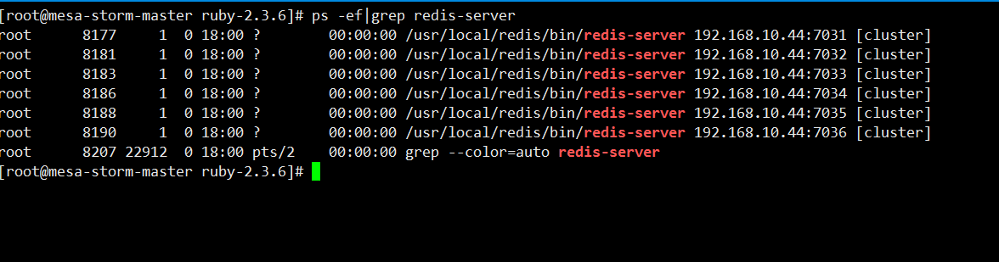 [root@mesa-storm-master ruby-2.3.6]# ps -ef|grep redis-server
root      8177     1  0 18:00 ?        00:00:00 /usr/local/redis/bin/redis-server 192.168.10.44:7031 [cluster]
root      8181     1  0 18:00 ?        00:00:00 /usr/local/redis/bin/redis-server 192.168.10.44:7032 [cluster]
root      8183     1  0 18:00 ?        00:00:00 /usr/local/redis/bin/redis-server 192.168.10.44:7033 [cluster]
root      8186     1  0 18:00 ?        00:00:00 /usr/local/redis/bin/redis-server 192.168.10.44:7034 [cluster]
root      8188     1  0 18:00 ?        00:00:00 /usr/local/redis/bin/redis-server 192.168.10.44:7035 [cluster]
root      8190     1  0 18:00 ?        00:00:00 /usr/local/redis/bin/redis-server 192.168.10.44:7036 [cluster]
root      8207 22912  0 18:00 pts/2    00:00:00 grep --color=auto redis-server
[root@mesa-storm-master ruby-2.3.6]#